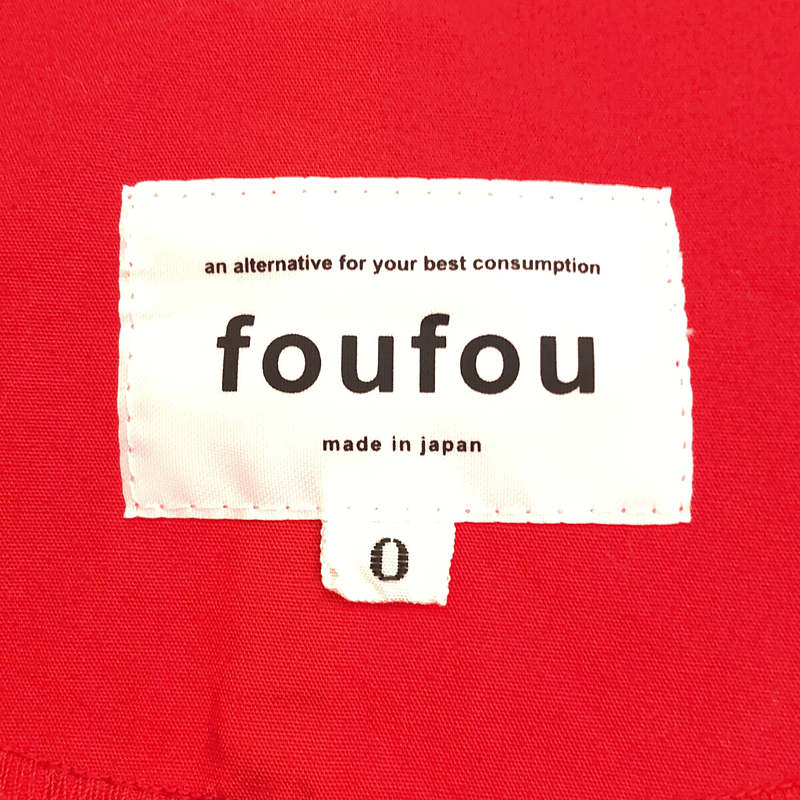 an alternative for your best consumption
foufou
made in japan
0